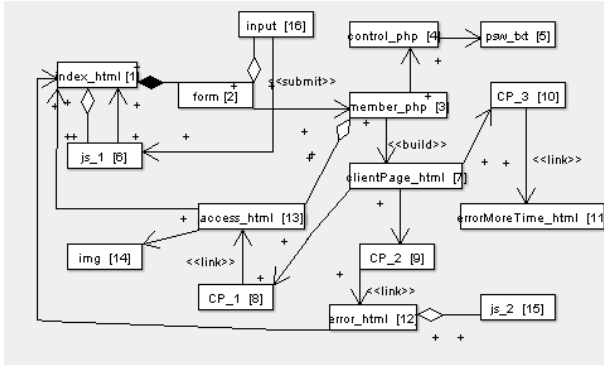 input [16]
control_php [4]
psw_txt [5]
index_html [1]
<<submit>>
form [2]
member_php [3]
CP_3 [10]
<<build>>
js_1 [6]
<<link>>
clientPage_html [7]
access_html [13]
errorMoreTime_html [11
img [14]
<<link>>
CP_2 [9]
CP_1 [8]
<<link>>
error_html [12]
js_2 [15]